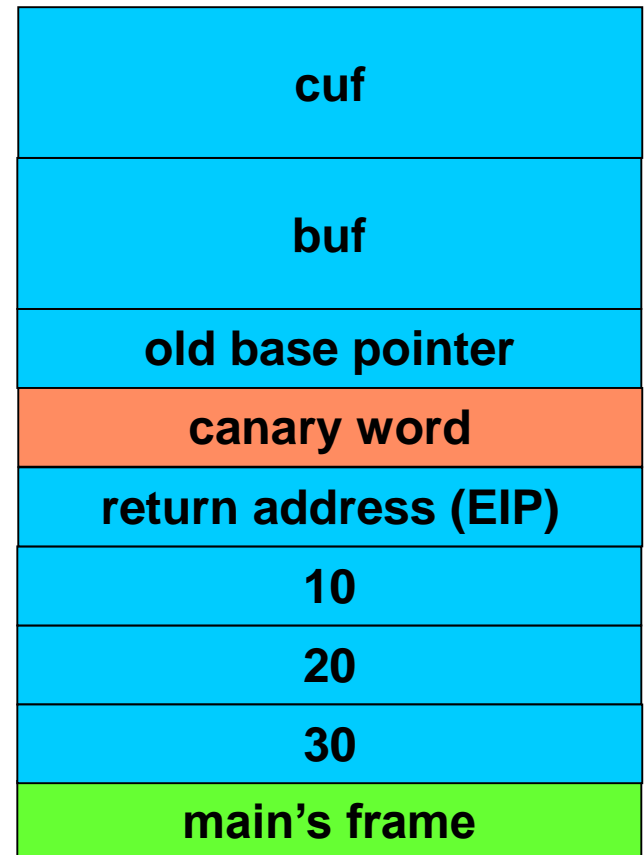 cuf
buf
old base pointer
canary word
return address (EIP)
10
20
30
main’s frame